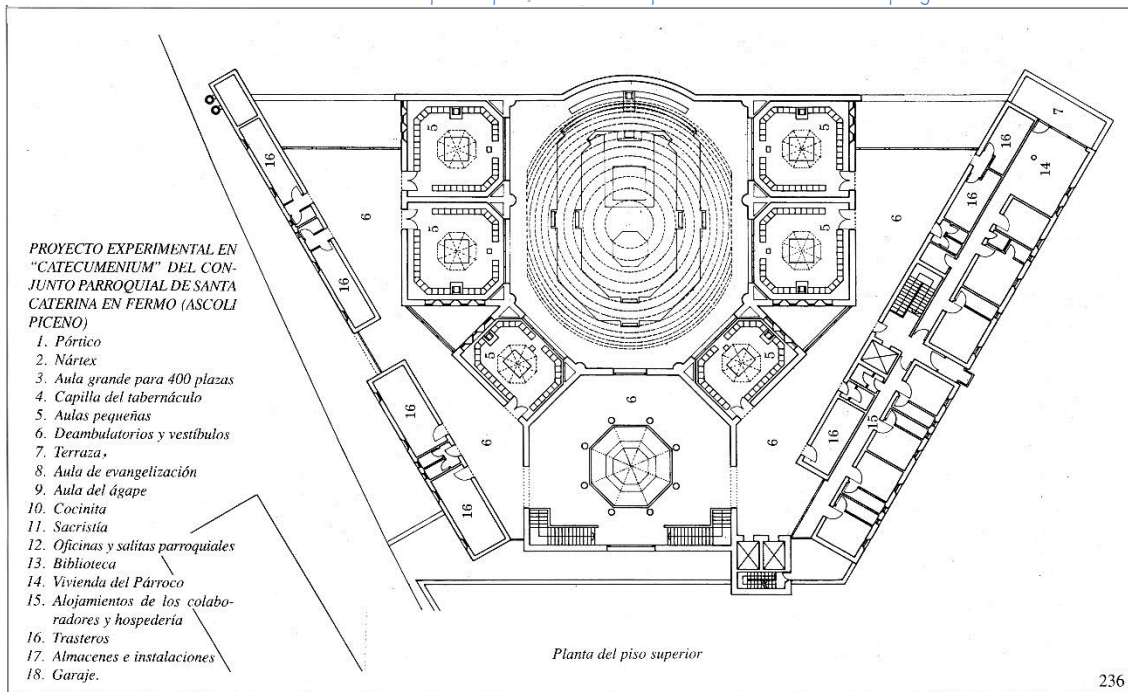 PROYECTO EXPERIMENTAL EN
"CATECUMENIUM" DEL CON-
JUNTO PARROQUIAL DE SANTA
CATERINA EN FERMO (ASCOLI
PICENO)
1. Pórtico
2. Nártex
3. Aula grande para 400 plazas
4. Capilla del tabernáculo
5. Aulas pequeñas
6. Deambulatorios y vestíbulos
7. Terraza.
8. Aula de evangelización
9. Aula del ágape
10. Cocinita
11. Sacristía
12. Oficinas y salitas parroquiales
13. Biblioteca
14. Vivienda del Párroco
15. Alojamientos de los colabo-
radores y hospedería
16. Trasteros
17. Almacenes e instalaciones
18. Garaje.
16
16
16
16
6
6
5
5
5
6
5
5
5
6
6
16
16
16
14
7
15
Planta del piso superior
236